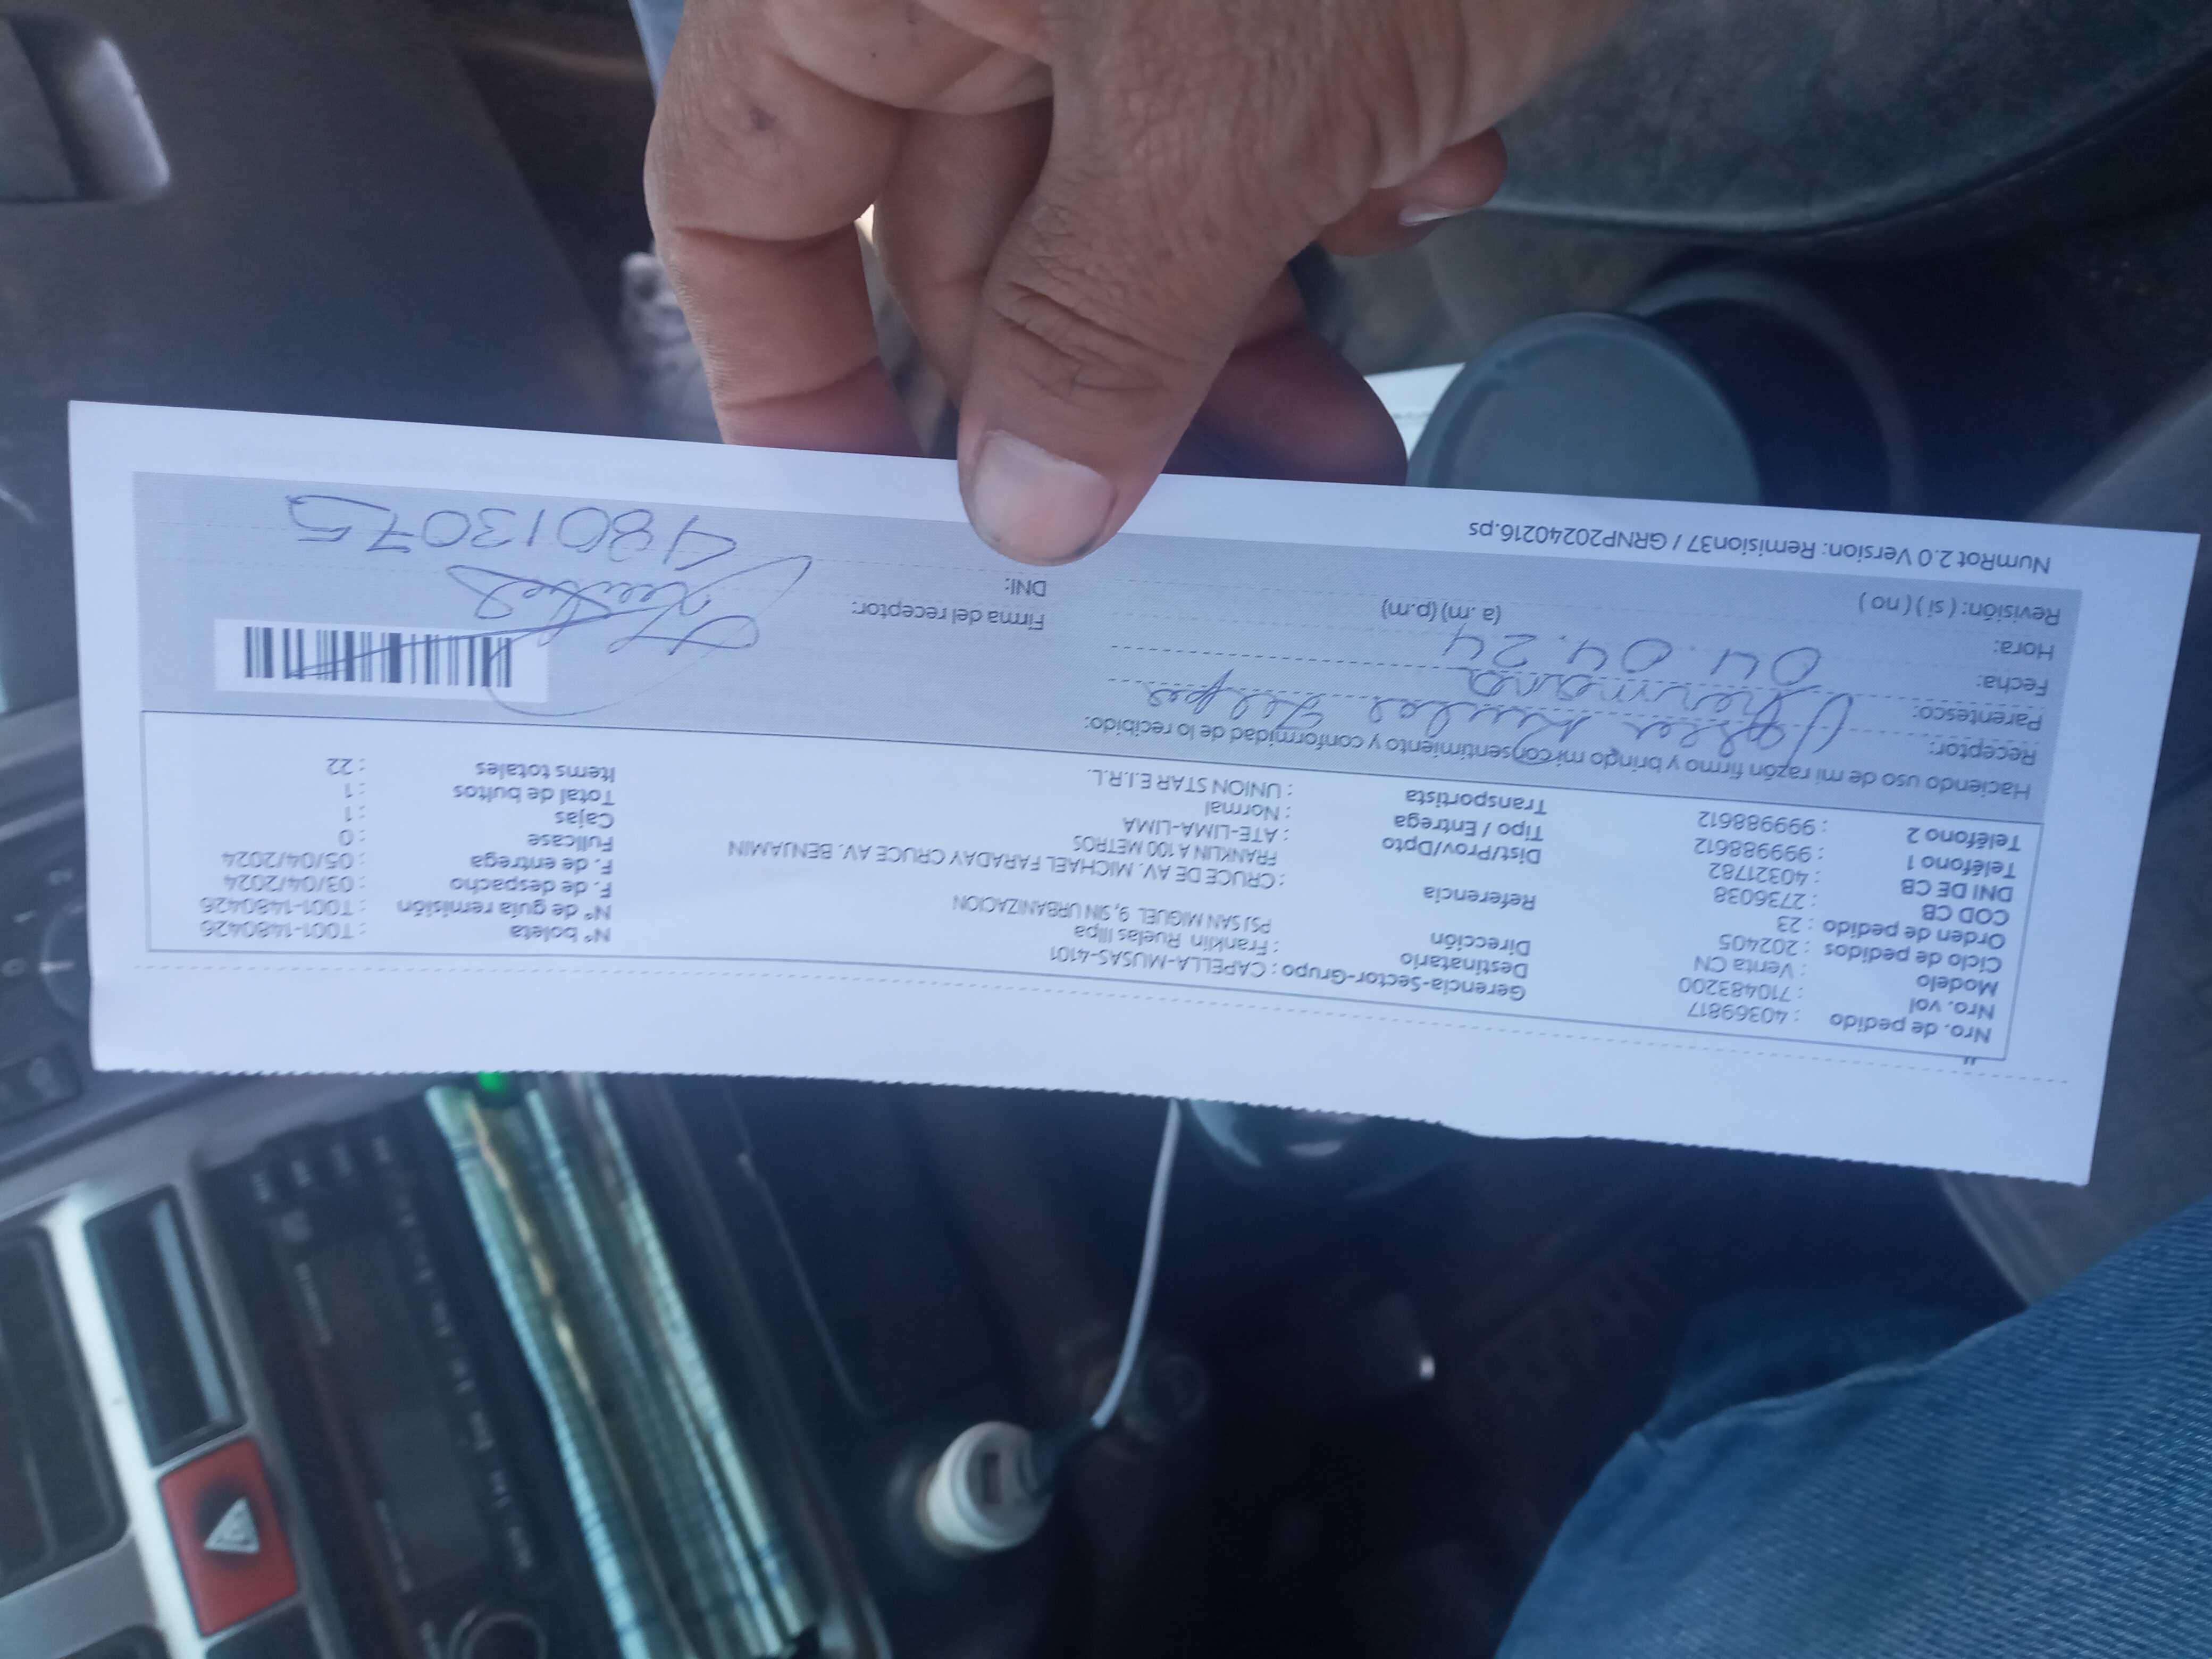 Nro. de pedido : 40369817
Nro. vol : 710483200
Modelo : Venta CN
Ciclo de pedidos : 202405
Orden de pedido : 23
COD CB : 2736038
DNI DE CB : 40321782
Teléfono 1 : 999988612
Teléfono 2 : 999988612
Gerencia-Sector-Grupo : CAPELLA-MUSAS-4101
Destinatario : Franklin Ruelas Illpa
Dirección PSJ SAN MIGUEL 9, SIN URBANIZACION
Referencia : CRUCE DE AV. MICHAEL FARADAY CRUCE AV. BENJAMIN
FRANKLIN A 100 METROS
Dist/Prov/Dpto : ATE-LIMA-LIMA
Tipo / Entrega : Normal
Transportista : UNION STAR E.I.R.L.
N° boleta : T001-1480426
N° de guía remisión : T001-1480426
F. de despacho : 03/04/2024
F. de entrega : 05/04/2024
Fullcase : 0
Cajas : 1
Total de bultos : 1
Items totales : 22
Haciendo uso de mi razón firmo y bringo mi consentimiento y conformidad de lo recibido:
Receptor:
Parentesco: hermana
Fecha: 04.04.24
Hora: (a.m) (p.m)
Revisión: ( si ) ( no )
Firma del receptor:
DNI: 48013075
NumRot 2.0 Version: Remision37 / GRNP20240216.ps